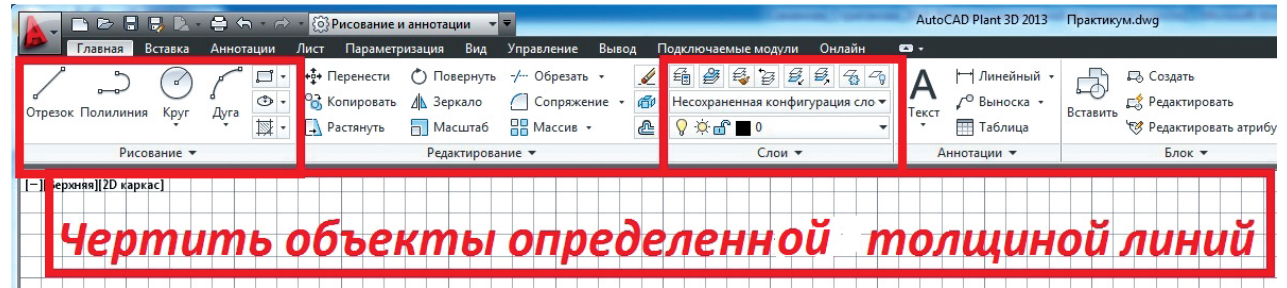 Рисование и аннотации
AutoCAD Plant 3D 2013 Практикум.dwg
Главная Вставка Аннотации Лист Параметризация Вид Управление Вывод Подключаемые модули Онлайн
Отрезок Полилиния Круг Дуга
Рисование
Перенести Повернуть Обрезать
Копировать Зеркало Сопряжение
Растянуть Масштаб Массив
Редактирование
Несохраненная конфигурация сло
0
Слои
A
Текст
Линейный
Выноска
Таблица
Аннотации
Вставить
Создать
Редактировать
Редактировать атрибу
Блок
[−][Верхняя][2D каркас]
Чертить объекты определенной толщиной линий